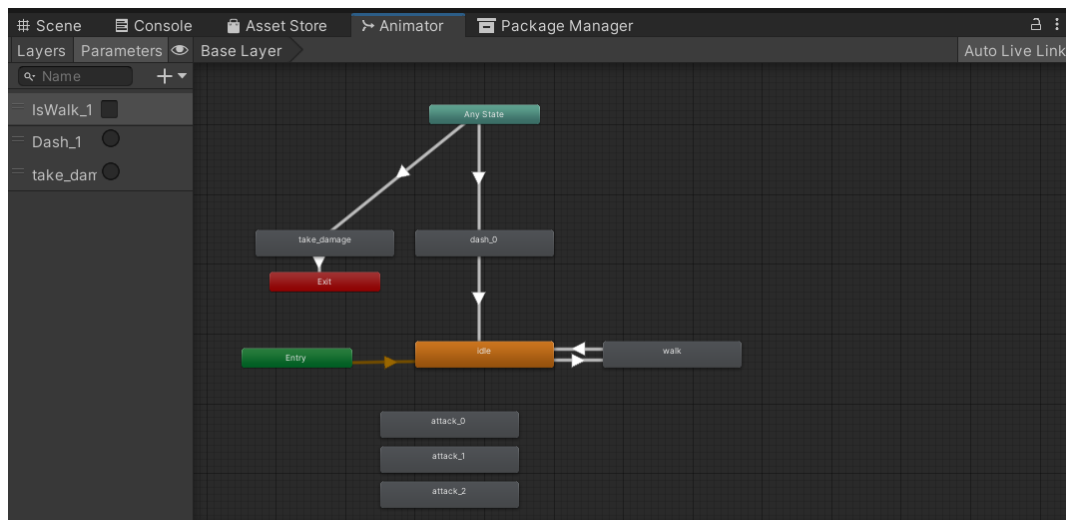 Scene Console Asset Store Animator Package Manager
Layers Parameters Base Layer Auto Live Link
Name
IsWalk_1
Dash_1
take_dam
Any State
take_damage dash_0
Exit
Entry idle walk
attack_0
attack_1
attack_2